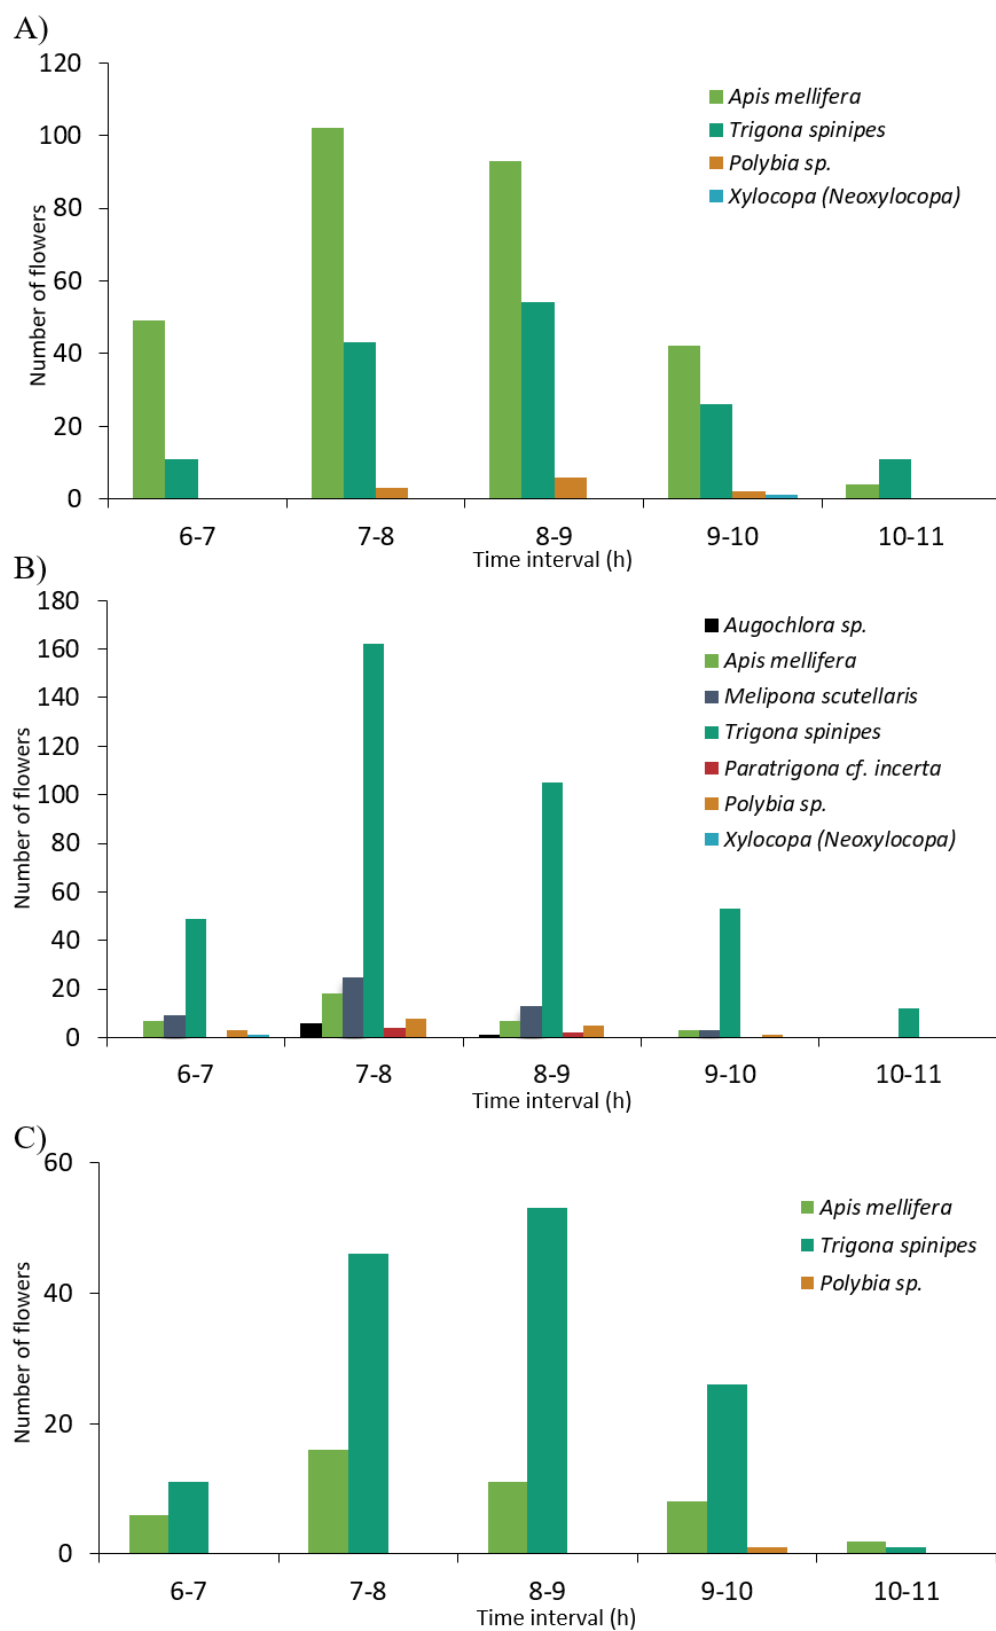 A)
120
100
80
60
40
20
0
Number of flowers
Apis mellifera
Trigona spinipes
Polybia sp.
Xylocopa (Neoxylocopa)
6-7 7-8 8-9 9-10 10-11
Time interval (h)
B)
180
160
140
120
100
80
60
40
20
0
Number of flowers
Augochlora sp.
Apis mellifera
Melipona scutellaris
Trigona spinipes
Paratrigona cf. incerta
Polybia sp.
Xylocopa (Neoxylocopa)
6-7 7-8 8-9 9-10 10-11
Time interval (h)
C)
60
40
20
0
Number of flowers
Apis mellifera
Trigona spinipes
Polybia sp.
6-7 7-8 8-9 9-10 10-11
Time interval (h)